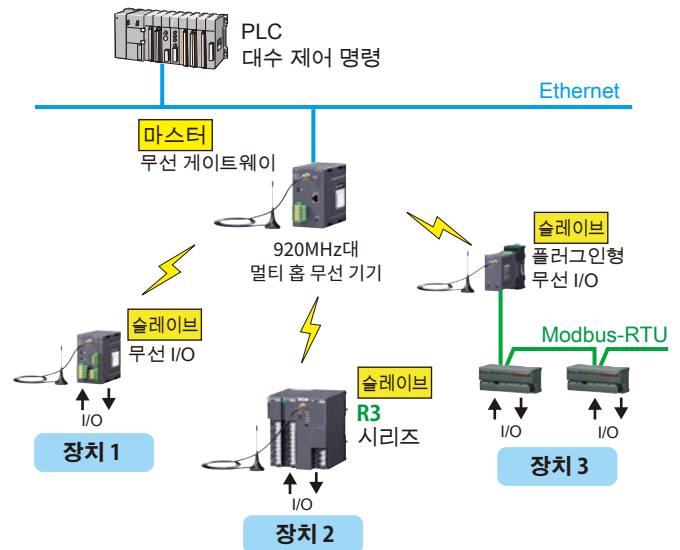 PLC
대수 제어 명령
Ethernet
마스터
무선 게이트웨이
920MHz대
멀티 홉 무선 기기
슬레이브
플러그인형
무선 I/O
슬레이브
무선 I/O
Modbus-RTU
슬레이브
R3
시리즈
I/O
장치 1
I/O
장치 2
I/O
I/O
장치 3